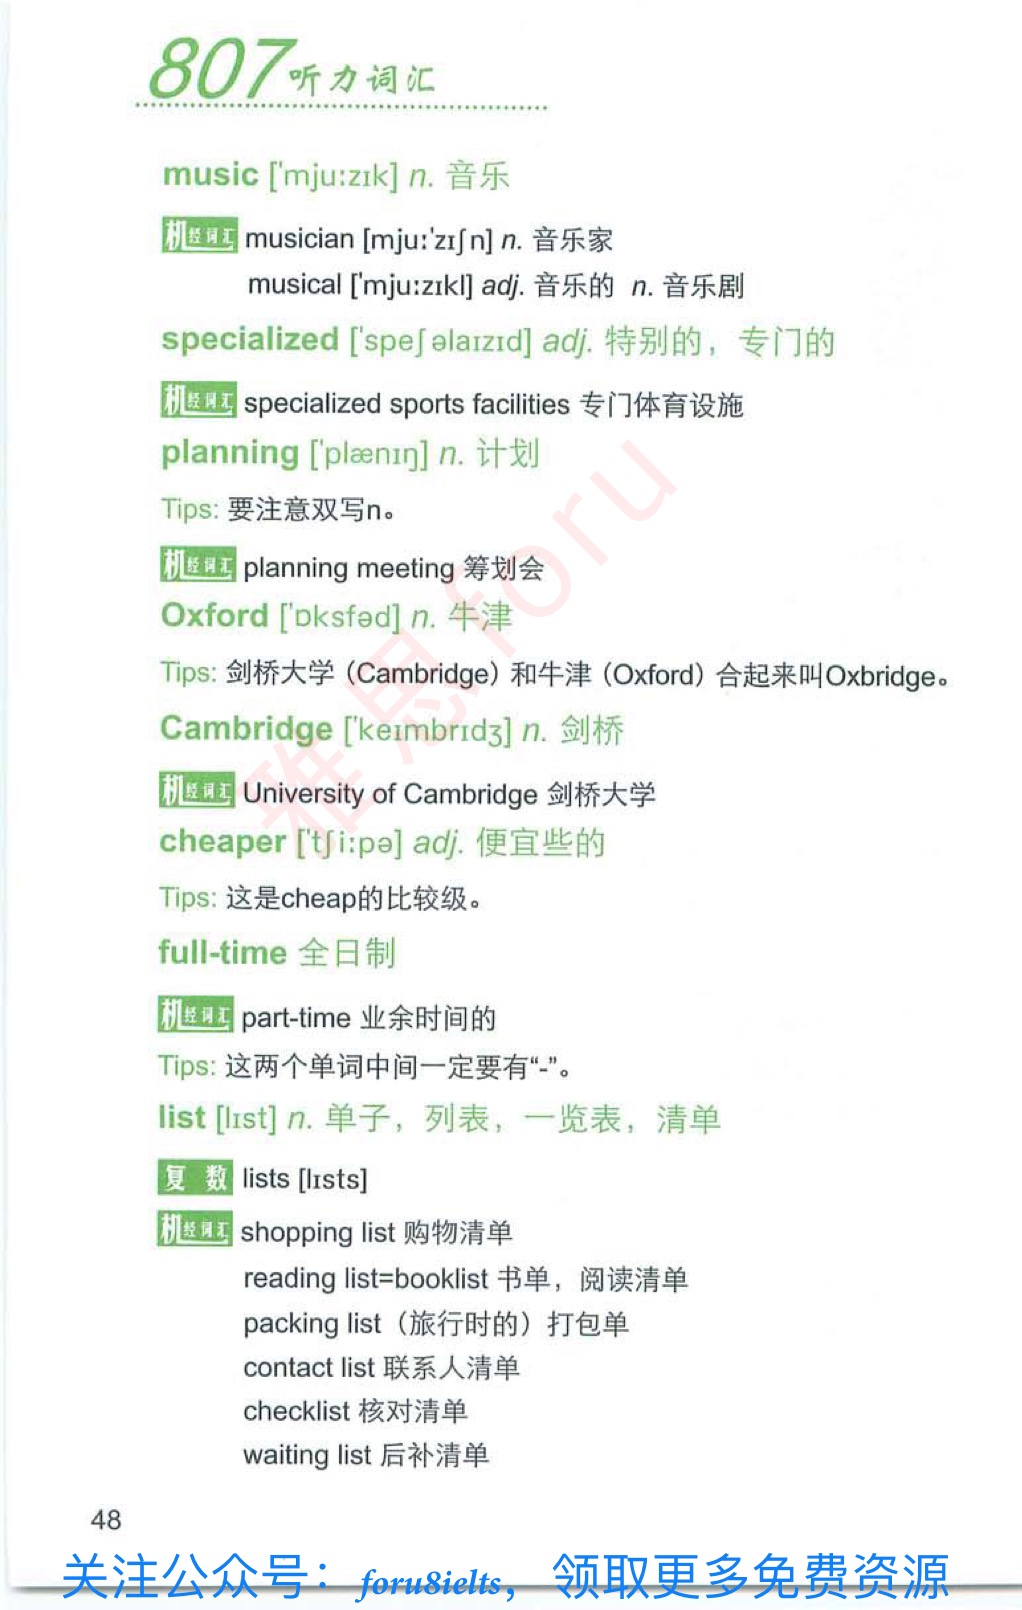 807听力词汇
music ['mju:zɪk] n. 音乐
机经词汇 musician [mju:'zɪʃn] n. 音乐家
musical ['mju:zɪkl] adj. 音乐的 n. 音乐剧
specialized ['speʃəlaɪzɪd] adj. 特别的，专门的
机经词汇 specialized sports facilities 专门体育设施
planning ['plænɪŋ] n. 计划
Tips: 要注意双写n。
机经词汇 planning meeting 筹划会
Oxford ['ɒksfəd] n. 牛津
Tips: 剑桥大学（Cambridge）和牛津（Oxford）合起来叫Oxbridge。
Cambridge ['keɪmbrɪdʒ] n. 剑桥
机经词汇 University of Cambridge 剑桥大学
cheaper ['tʃi:pə] adj. 便宜些的
Tips: 这是cheap的比较级。
full-time 全日制
机经词汇 part-time 业余时间的
Tips: 这两个单词中间一定要有“-”。
list [lɪst] n. 单子，列表，一览表，清单
复数 lists [lɪsts]
机经词汇 shopping list 购物清单
reading list=booklist 书单，阅读清单
packing list（旅行时的）打包单
contact list 联系人清单
checklist 核对清单
waiting list 后补清单
48
关注公众号：foru8ielts，领取更多免费资源
雅思foru